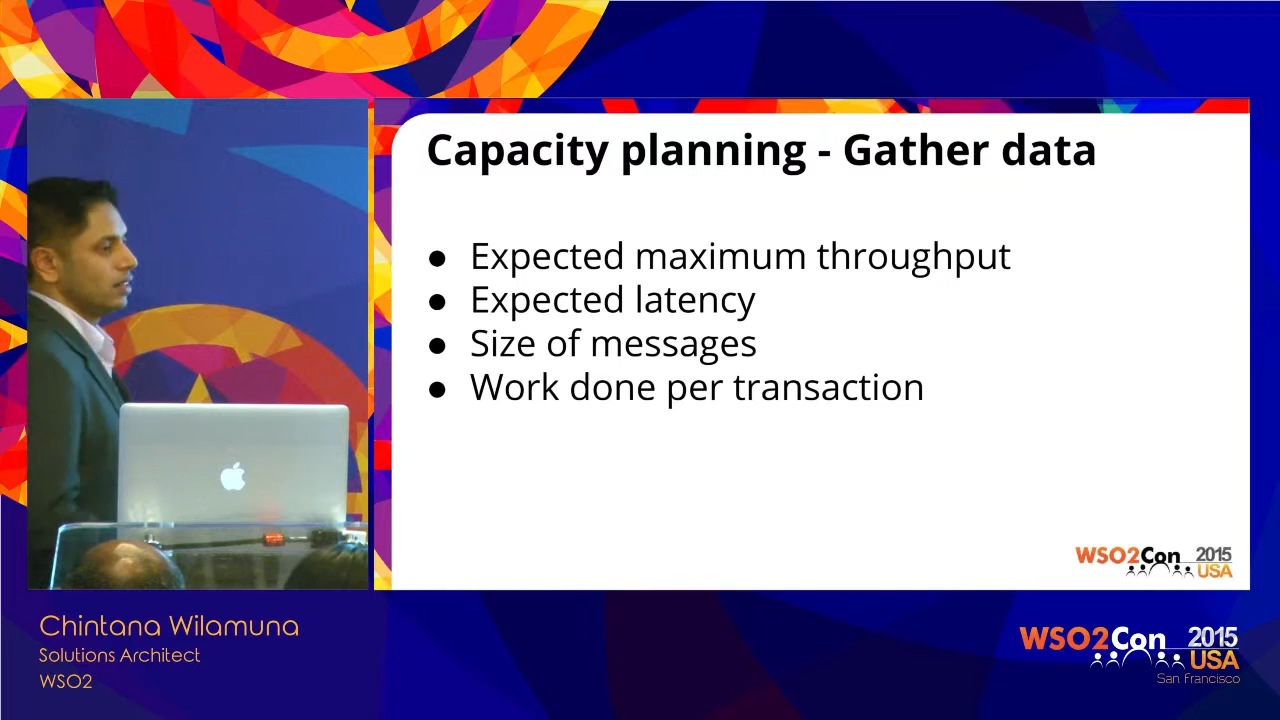 Capacity planning - Gather data
● Expected maximum throughput
● Expected latency
● Size of messages
● Work done per transaction
WSO2Con 2015
USA
Chintana Wilamuna
Solutions Architect
WSO2
WSO2Con 2015
USA
San Francisco